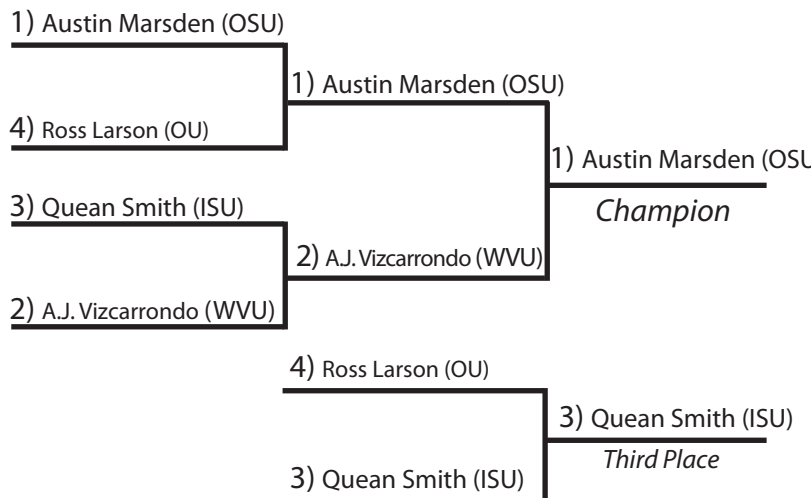 1) Austin Marsden (OSU)
1) Austin Marsden (OSU)
4) Ross Larson (OU)
1) Austin Marsden (OSU
Champion
3) Quean Smith (ISU)
2) A.J. Vizcarrondo (WVU)
2) A.J. Vizcarrondo (WVU)
4) Ross Larson (OU)
3) Quean Smith (ISU)
Third Place
3) Quean Smith (ISU)